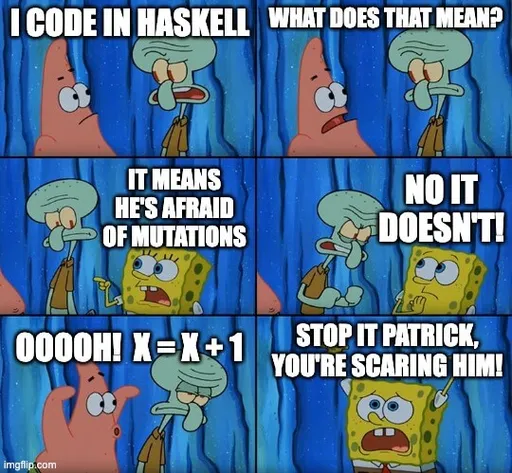 I CODE IN HASKELL
WHAT DOES THAT MEAN?
IT MEANS
HE'S AFRAID
OF MUTATIONS
NO IT
DOESN'T!
OOOOH! X = X + 1
STOP IT PATRICK,
YOU'RE SCARING HIM!
imgflip.com